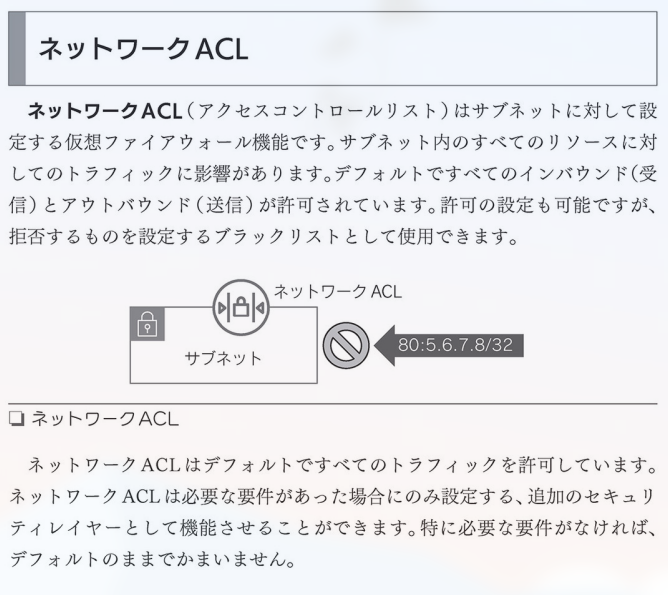 ネットワークACL
ネットワークACL（アクセスコントロールリスト）はサブネットに対して設
定する仮想ファイアウォール機能です。サブネット内のすべてのリソースに対
してのトラフィックに影響があります。デフォルトですべてのインバウンド（受
信）とアウトバウンド（送信）が許可されています。許可の設定も可能ですが、
拒否するものを設定するブラックリストとして使用できます。
ネットワークACL
80:5.6.7.8/32
サブネット
❏ ネットワークACL
ネットワークACLはデフォルトですべてのトラフィックを許可しています。
ネットワークACLは必要な要件があった場合にのみ設定する、追加のセキュリ
ティレイヤーとして機能させることができます。特に必要な要件がなければ、
デフォルトのままでかまいません。